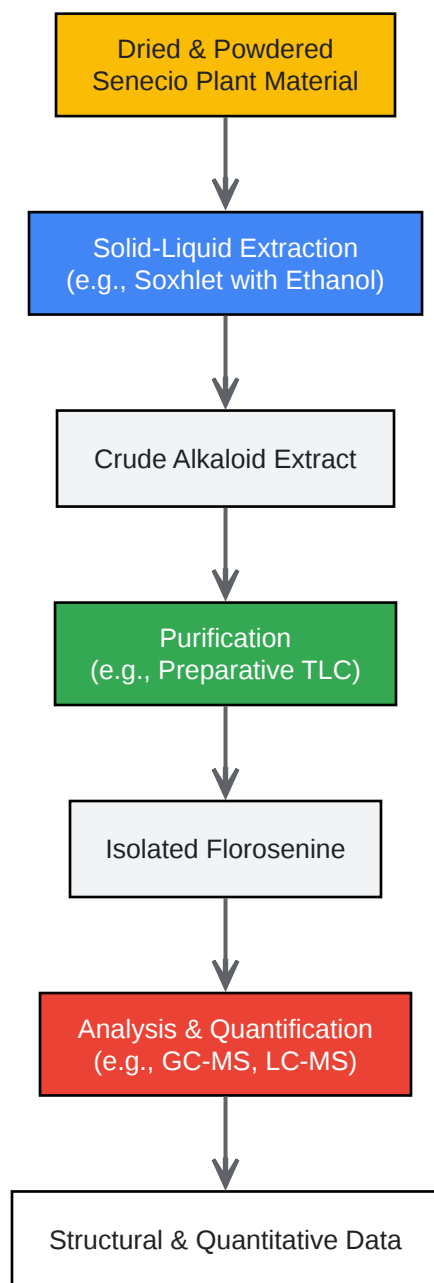 Dried & Powdered
Senecio Plant Material
Solid-Liquid Extraction
(e.g., Soxhlet with Ethanol)
Crude Alkaloid Extract
Purification
(e.g., Preparative TLC)
Isolated Florosenine
Analysis & Quantification
(e.g., GC-MS, LC-MS)
Structural & Quantitative Data